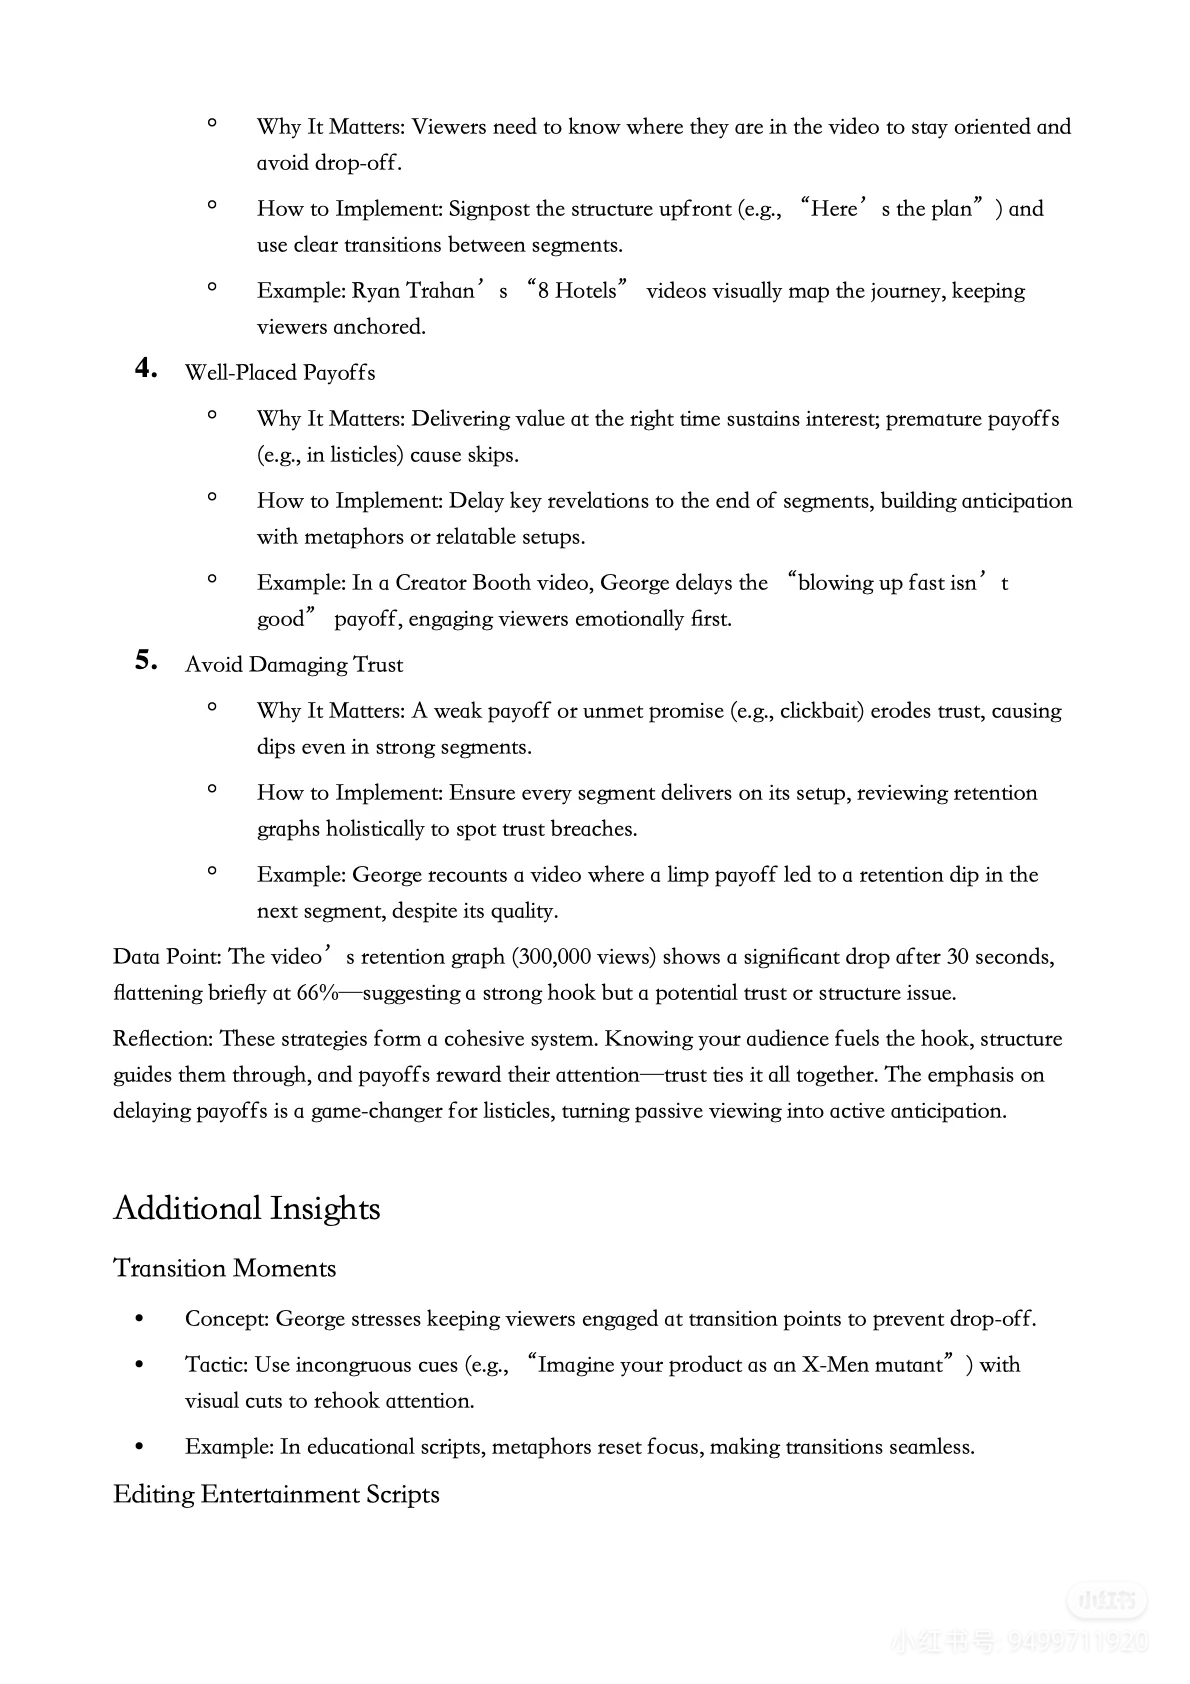 Why It Matters: Viewers need to know where they are in the video to stay oriented and
avoid drop-off.
How to Implement: Signpost the structure upfront (e.g., “Here’s the plan”) and
use clear transitions between segments.
Example: Ryan Trahan’s “8 Hotels” videos visually map the journey, keeping
viewers anchored.
4. Well-Placed Payoffs
Why It Matters: Delivering value at the right time sustains interest; premature payoffs
(e.g., in listicles) cause skips.
How to Implement: Delay key revelations to the end of segments, building anticipation
with metaphors or relatable setups.
Example: In a Creator Booth video, George delays the “blowing up fast isn’t
good” payoff, engaging viewers emotionally first.
5. Avoid Damaging Trust
Why It Matters: A weak payoff or unmet promise (e.g., clickbait) erodes trust, causing
dips even in strong segments.
How to Implement: Ensure every segment delivers on its setup, reviewing retention
graphs holistically to spot trust breaches.
Example: George recounts a video where a limp payoff led to a retention dip in the
next segment, despite its quality.
Data Point: The video’s retention graph (300,000 views) shows a significant drop after 30 seconds,
flattening briefly at 66%—suggesting a strong hook but a potential trust or structure issue.
Reflection: These strategies form a cohesive system. Knowing your audience fuels the hook, structure
guides them through, and payoffs reward their attention—trust ties it all together. The emphasis on
delaying payoffs is a game-changer for listicles, turning passive viewing into active anticipation.
Additional Insights
Transition Moments
• Concept: George stresses keeping viewers engaged at transition points to prevent drop-off.
• Tactic: Use incongruous cues (e.g., “Imagine your product as an X-Men mutant”) with
visual cuts to rehook attention.
• Example: In educational scripts, metaphors reset focus, making transitions seamless.
Editing Entertainment Scripts
小红书
小红书号: 9499711920